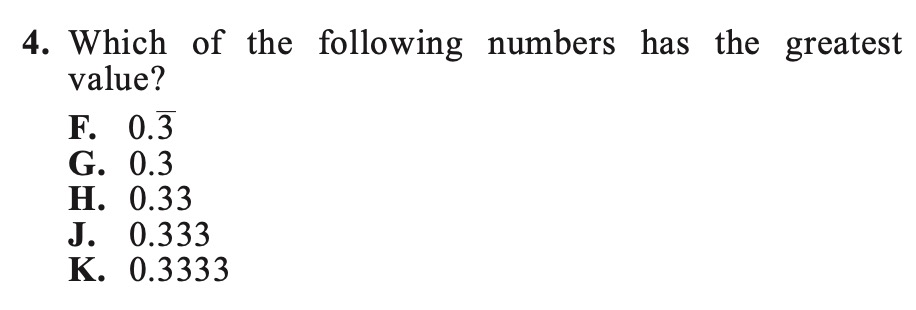 4. Which of the following numbers has the greatest
value?
F. 0.3̅
G. 0.3
H. 0.33
J. 0.333
K. 0.3333